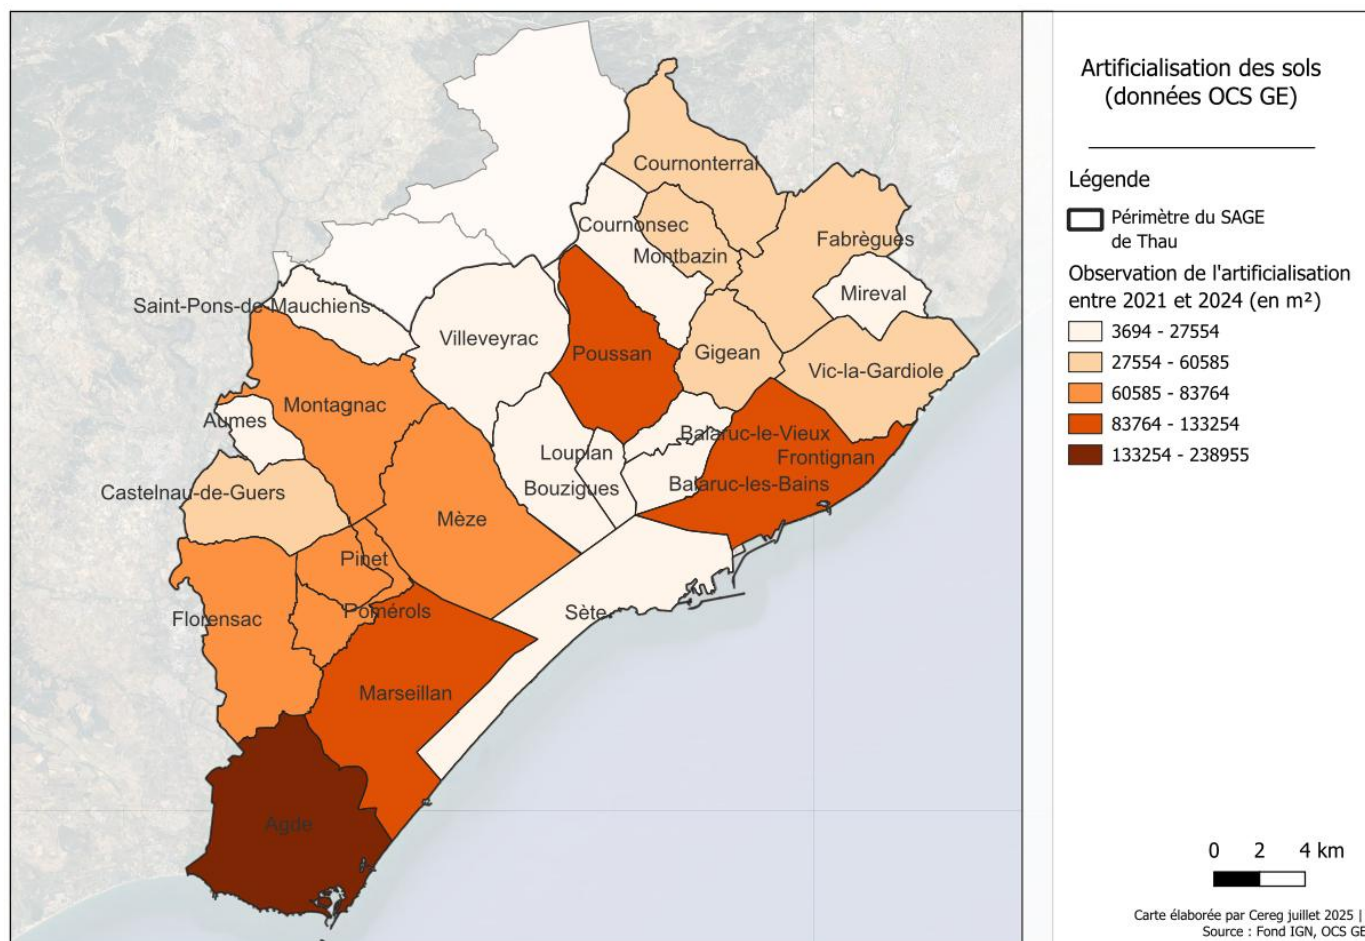 Artificialisation des sols
(données OCS GE)
Légende
Périmètre du SAGE
de Thau
Observation de l'artificialisation
entre 2021 et 2024 (en m²)
3694 - 27554
27554 - 60585
60585 - 83764
83764 - 133254
133254 - 238955
Cournonterral
Cournonsec
Fabrègues
Montbazin
Mireval
Saint-Pons-de-Mauchiens
Villeveyrac
Poussan
Gigean
Vic-la-Gardiole
Montagnac
Aumes
Balaruc-le-Vieux
Loupian
Frontignan
Bouzigues
Balaruc-les-Bains
Castelnau-de-Guers
Mèze
Pinet
Pomérols
Florensac
Sète
Marseillan
Agde
0 2 4 km
Carte élaborée par Cereg juillet 2025 |
Source : Fond IGN, OCS GE